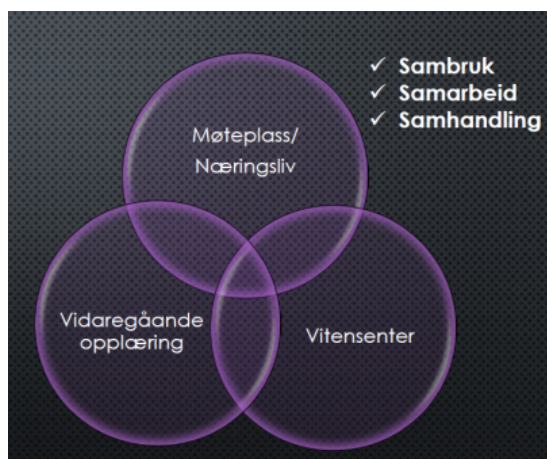 ✓ Sambruk
✓ Samarbeid
✓ Samhandling
Møteplass/
Næringsliv
Vidaregåande
opplæring
Vitensenter